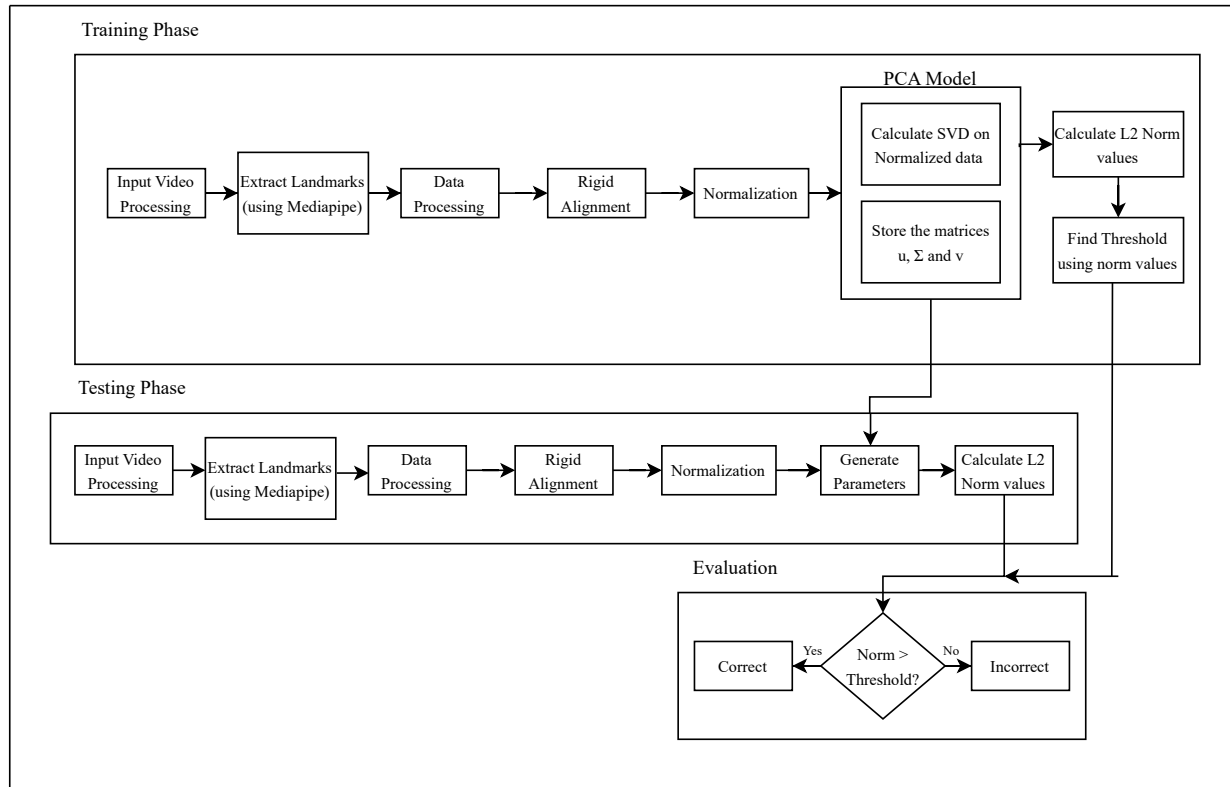 Training Phase
PCA Model
Calculate SVD on
Normalized data
Calculate L2 Norm
values
Input Video
Processing
Extract Landmarks
(using Mediapipe)
Data
Processing
Rigid
Alignment
Normalization
Store the matrices
u, Σ and v
Find Threshold
using norm values
Testing Phase
Input Video
Processing
Extract Landmarks
(using Mediapipe)
Data
Processing
Rigid
Alignment
Normalization
Generate
Parameters
Calculate L2
Norm values
Evaluation
Correct
Yes
Norm >
Threshold?
No
Incorrect